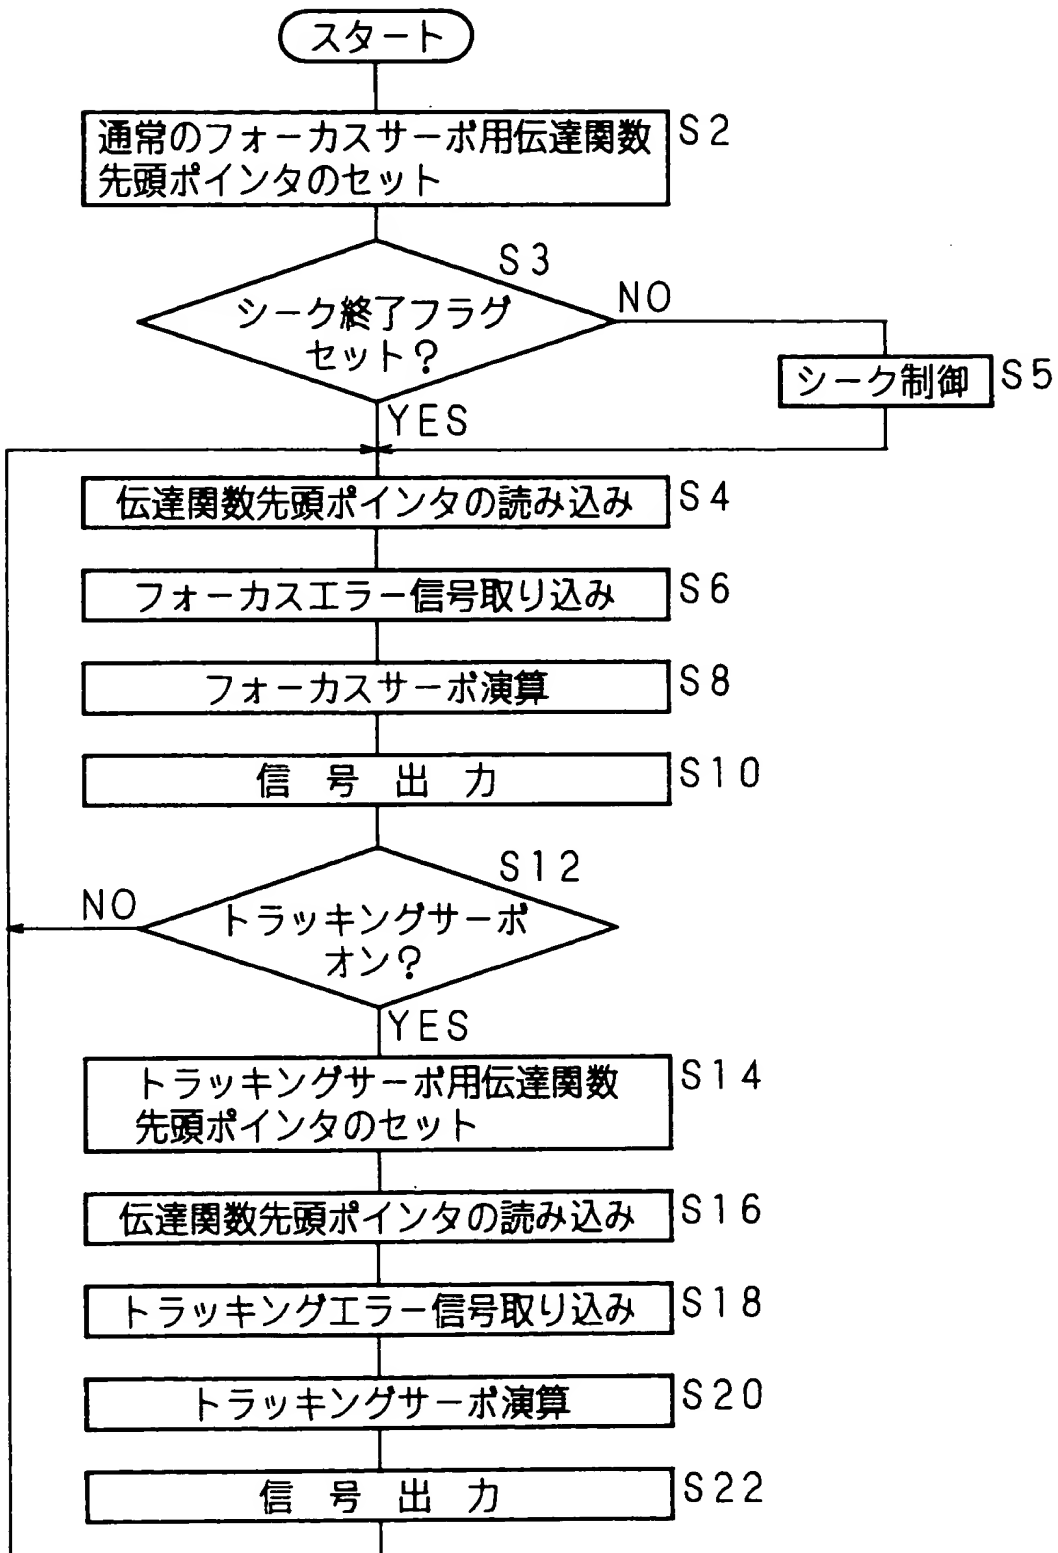 スタート
通常のフォーカスサーボ用伝達関数
先頭ポインタのセット
S2
S3
シーク終了フラグ
セット?
NO
シーク制御
S5
YES
伝達関数先頭ポインタの読み込み
S4
フォーカスエラー信号取り込み
S6
フォーカスサーボ演算
S8
信号出力
S10
S12
NO
トラッキングサーボ
オン?
YES
トラッキングサーボ用伝達関数
先頭ポインタのセット
S14
伝達関数先頭ポインタの読み込み
S16
トラッキングエラー信号取り込み
S18
トラッキングサーボ演算
S20
信号出力
S22